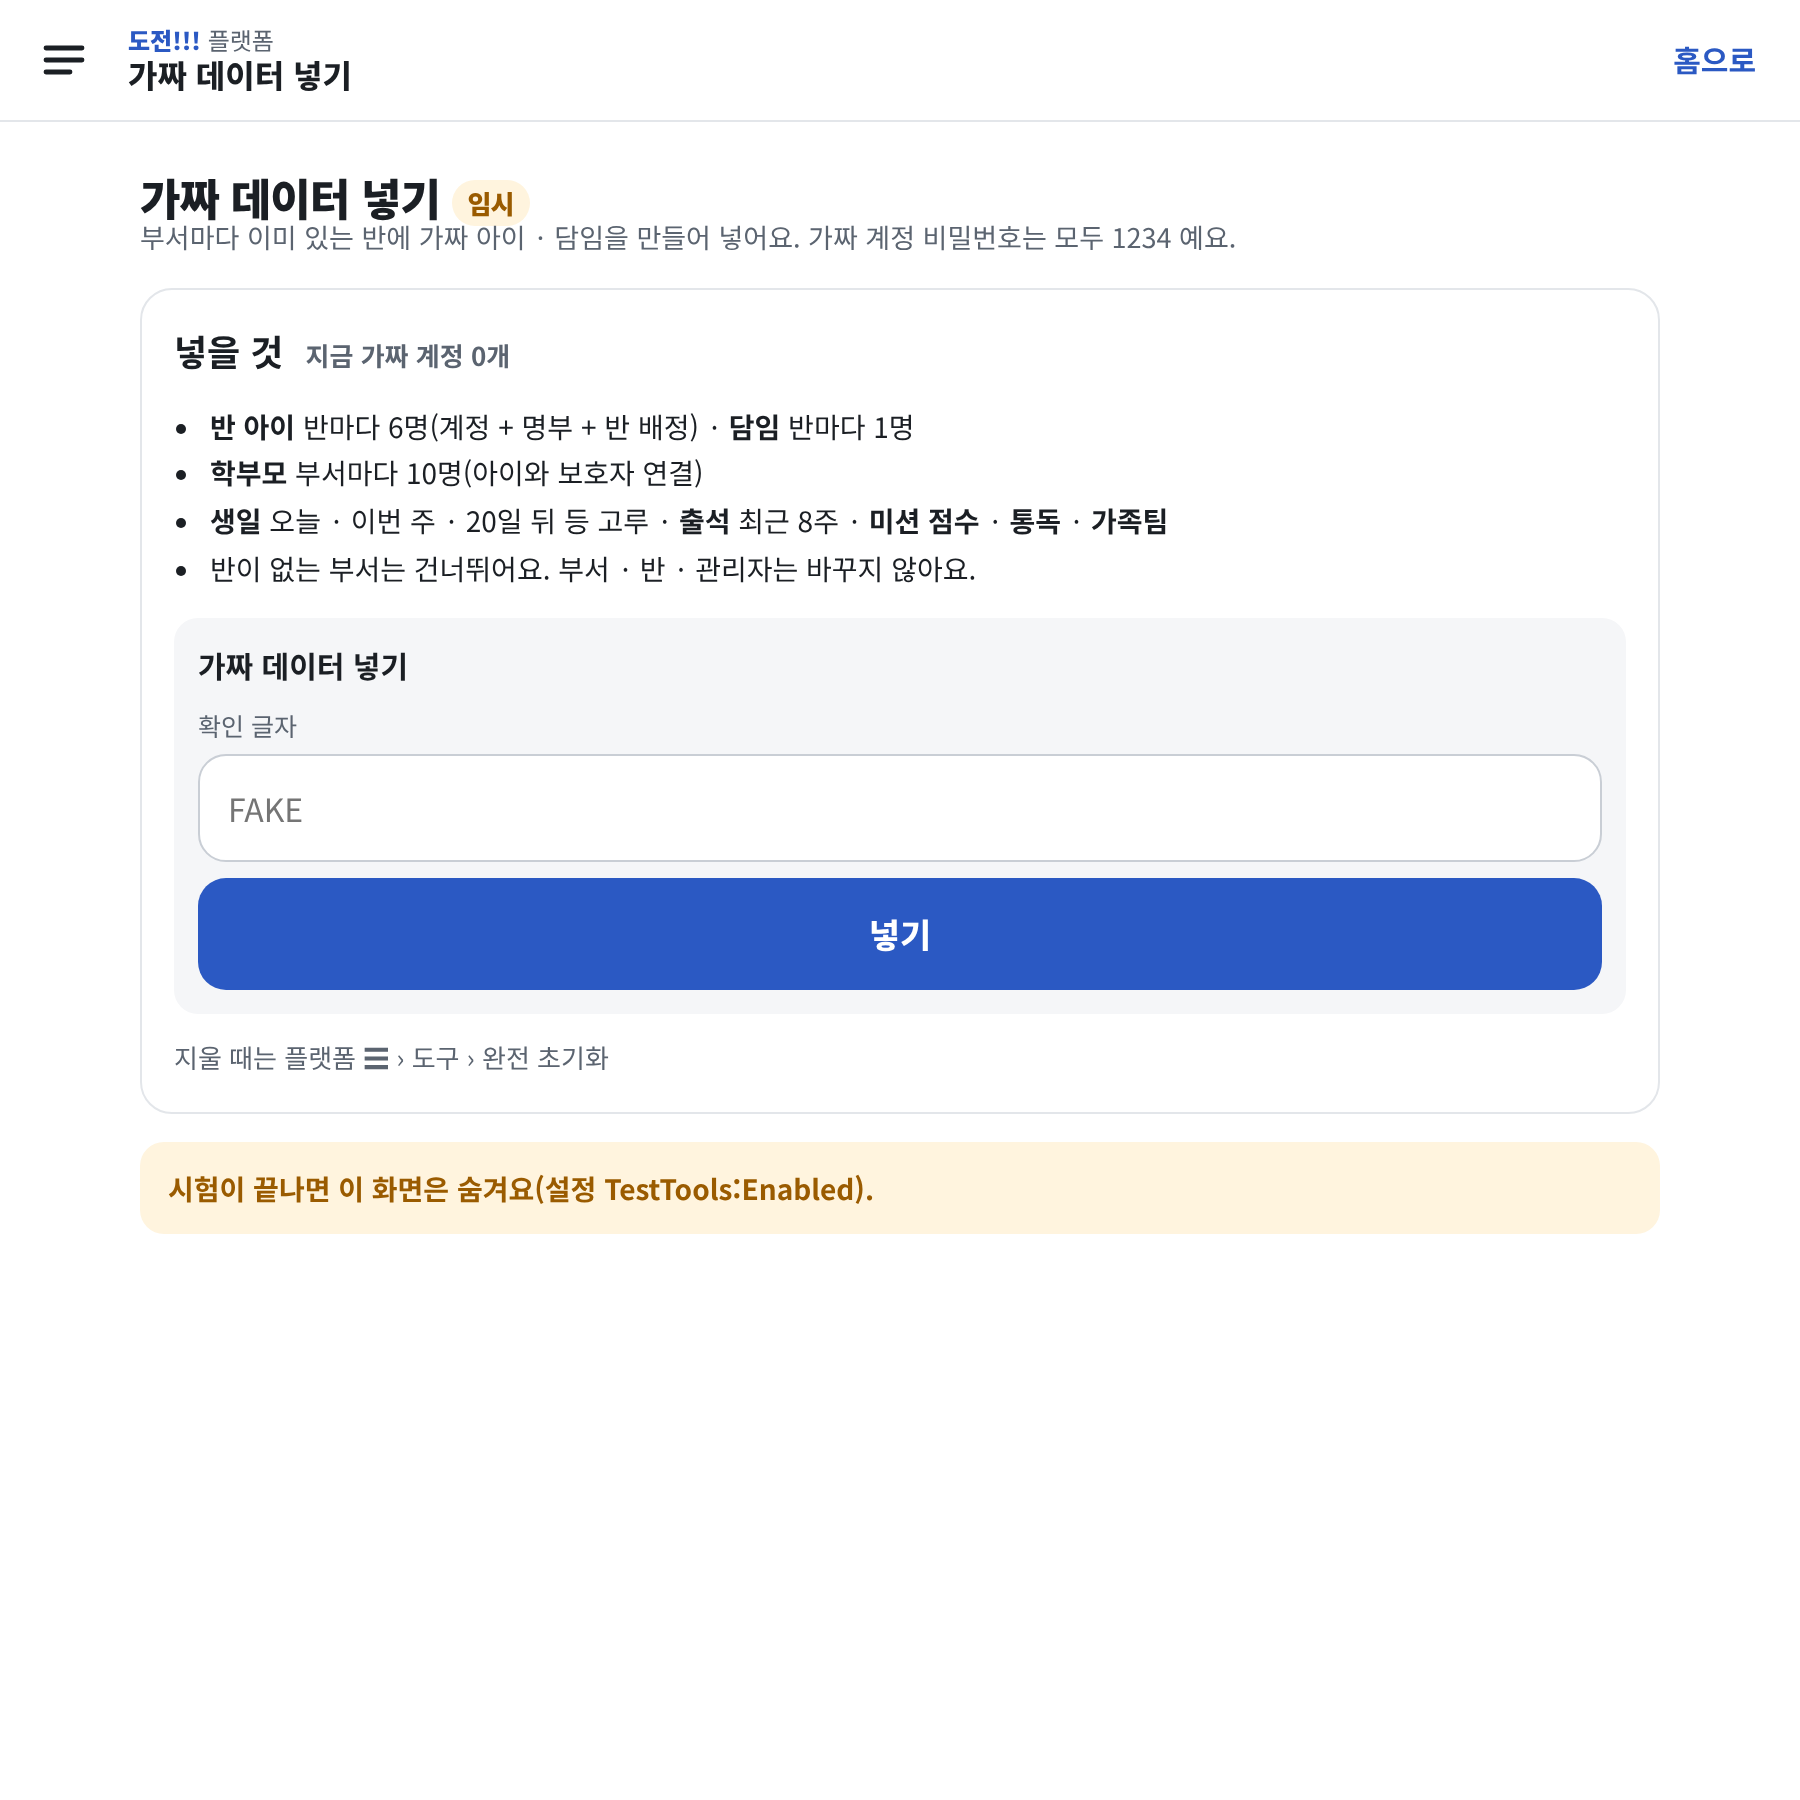 도전!!! 플랫폼
가짜 데이터 넣기
홈으로
가짜 데이터 넣기 임시
부서마다 이미 있는 반에 가짜 아이 · 담임을 만들어 넣어요. 가짜 계정 비밀번호는 모두 1234 예요.
넣을 것 지금 가짜 계정 0개
• 반 아이 반마다 6명(계정 + 명부 + 반 배정) · 담임 반마다 1명
• 학부모 부서마다 10명(아이와 보호자 연결)
• 생일 오늘 · 이번 주 · 20일 뒤 등 고루 · 출석 최근 8주 · 미션 점수 · 통독 · 가족팀
• 반이 없는 부서는 건너뛰어요. 부서 · 반 · 관리자는 바꾸지 않아요.
가짜 데이터 넣기
확인 글자
FAKE
넣기
지울 때는 플랫폼 ☰ › 도구 › 완전 초기화
시험이 끝나면 이 화면은 숨겨요(설정 TestTools:Enabled).